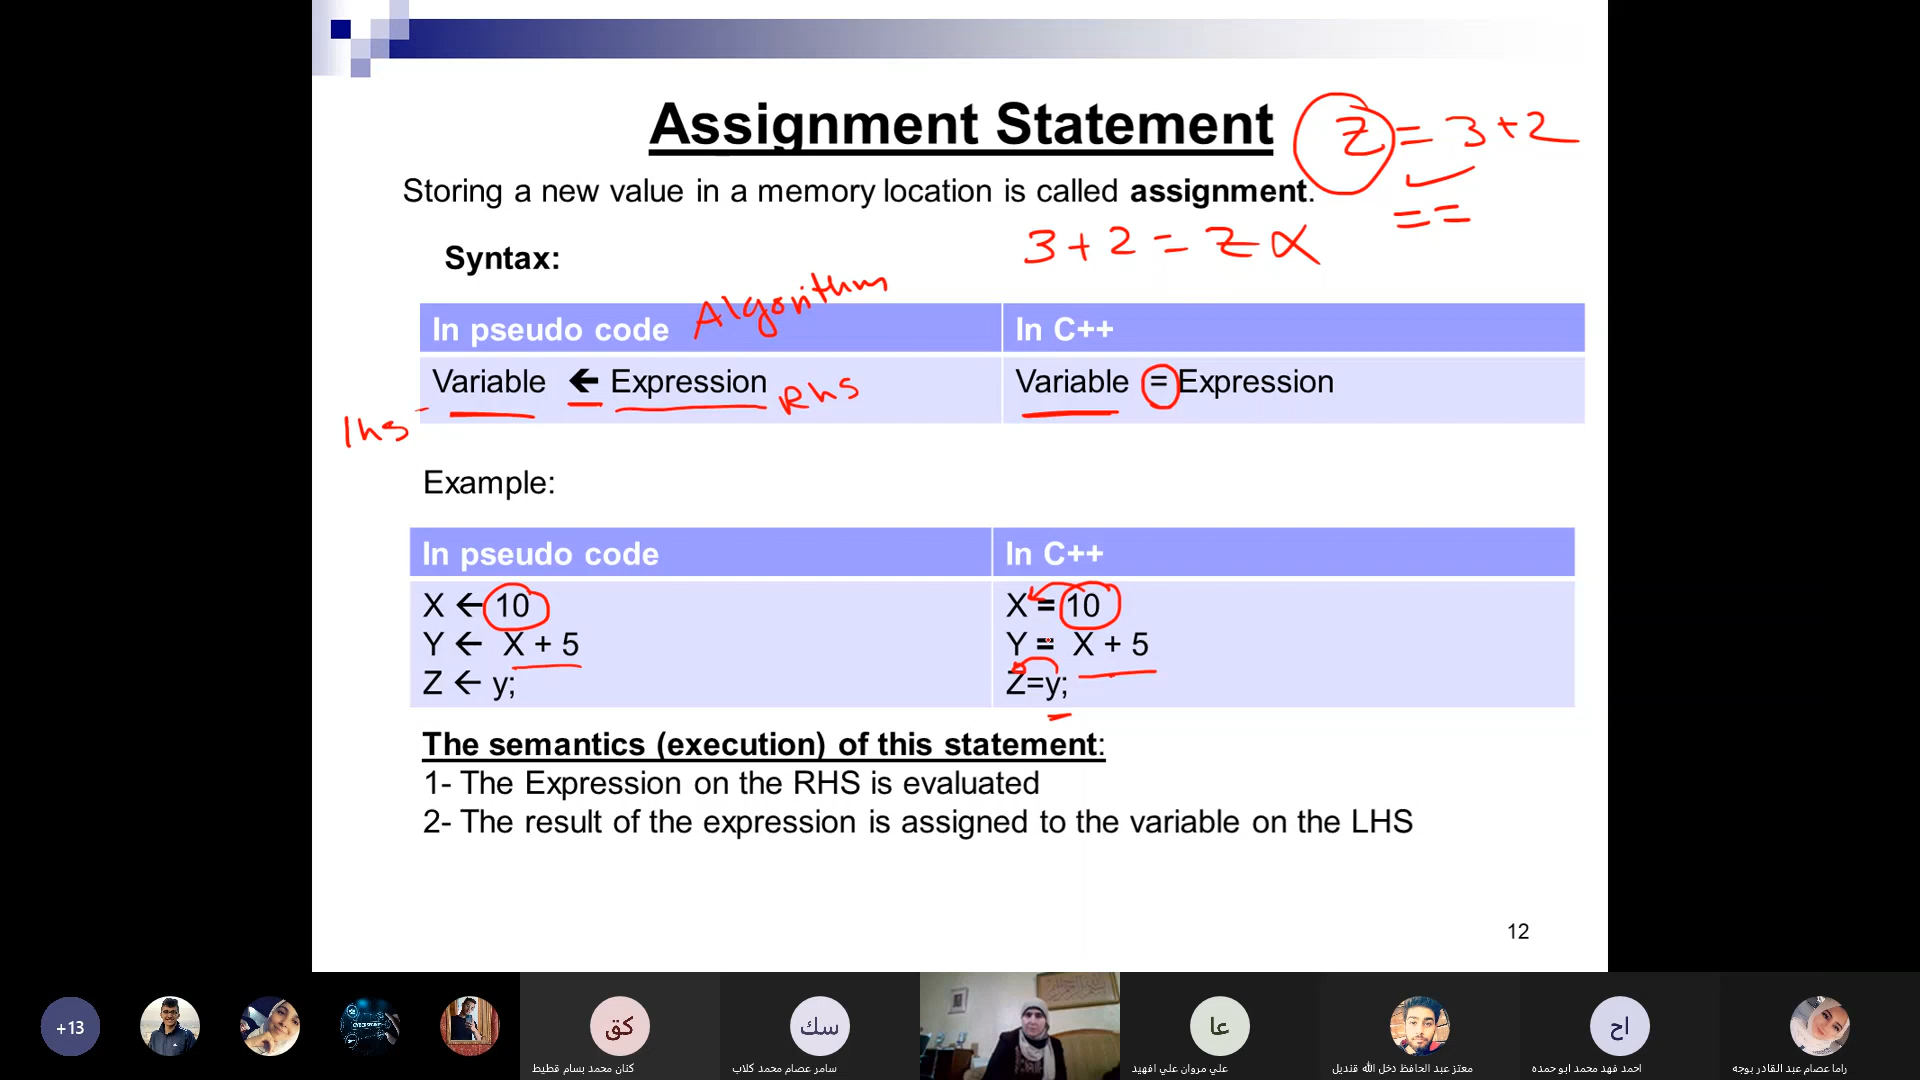 Assignment Statement
z = 3 + 2
Storing a new value in a memory location is called assignment.
= =
3 + 2 = z
Syntax:
In pseudo code Algorithm
In C++
Variable 🡨 Expression Rhs
Variable = Expression
lhs
Example:
In pseudo code
In C++
X ← 10
X = 10
Y ← X + 5
Y = X + 5
Z ← y;
Z=y;
The semantics (execution) of this statement:
1- The Expression on the RHS is evaluated
2- The result of the expression is assigned to the variable on the LHS
12
+13
كق
سك
عا
اح
كنان محمد بسام قطيط
سامر عصام محمد كلاب
علي مروان علي افهيد
معتز عبد الحافظ دخل الله قنديل
احمد فهد محمد ابو حمده
راما عصام عبد القادر بوجه